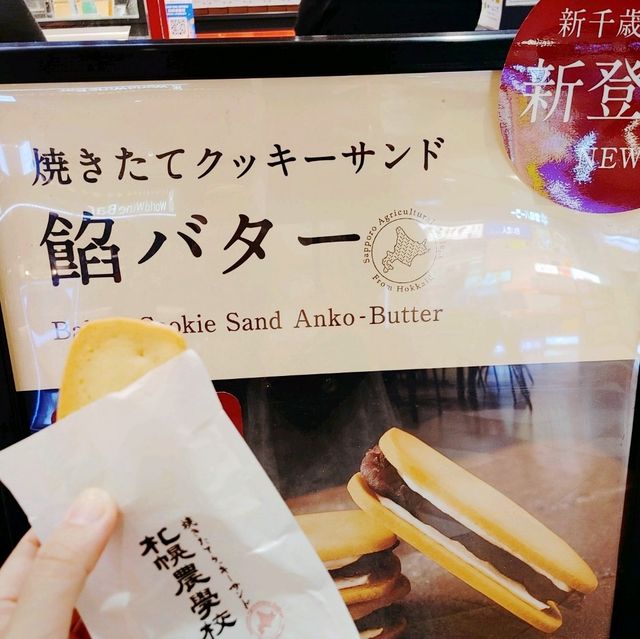 新千歳
新登
NEW
焼きたてクッキーサンド
餡バター
Sapporo Agricultural
From Hokkaido
Cookie Sand Anko-Butter
焼きたてクッキーサンド
札幌農學校